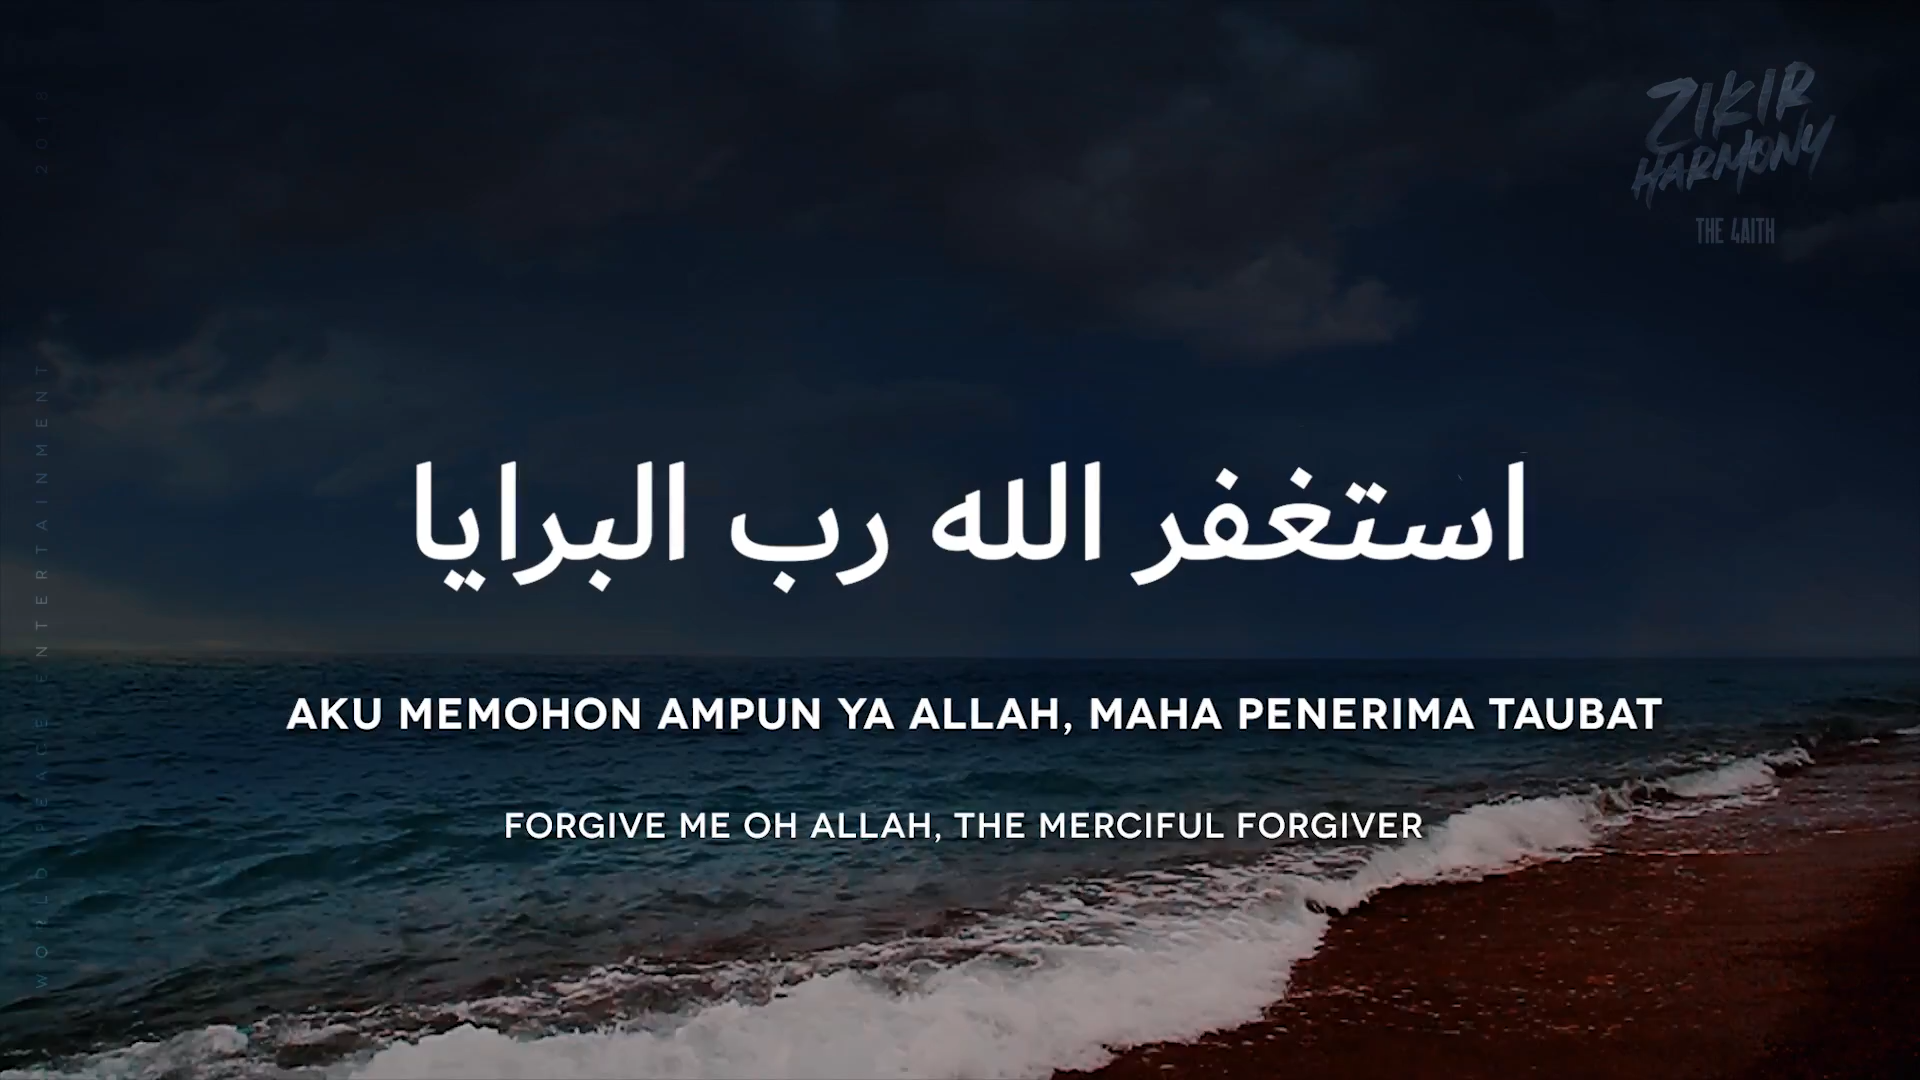 ZIKIR
HARMONY
THE 4AITH
استغفر الله رب البرايا
AKU MEMOHON AMPUN YA ALLAH, MAHA PENERIMA TAUBAT
FORGIVE ME OH ALLAH, THE MERCIFUL FORGIVER
WORLD PEACE ENTERTAINMENT 2018